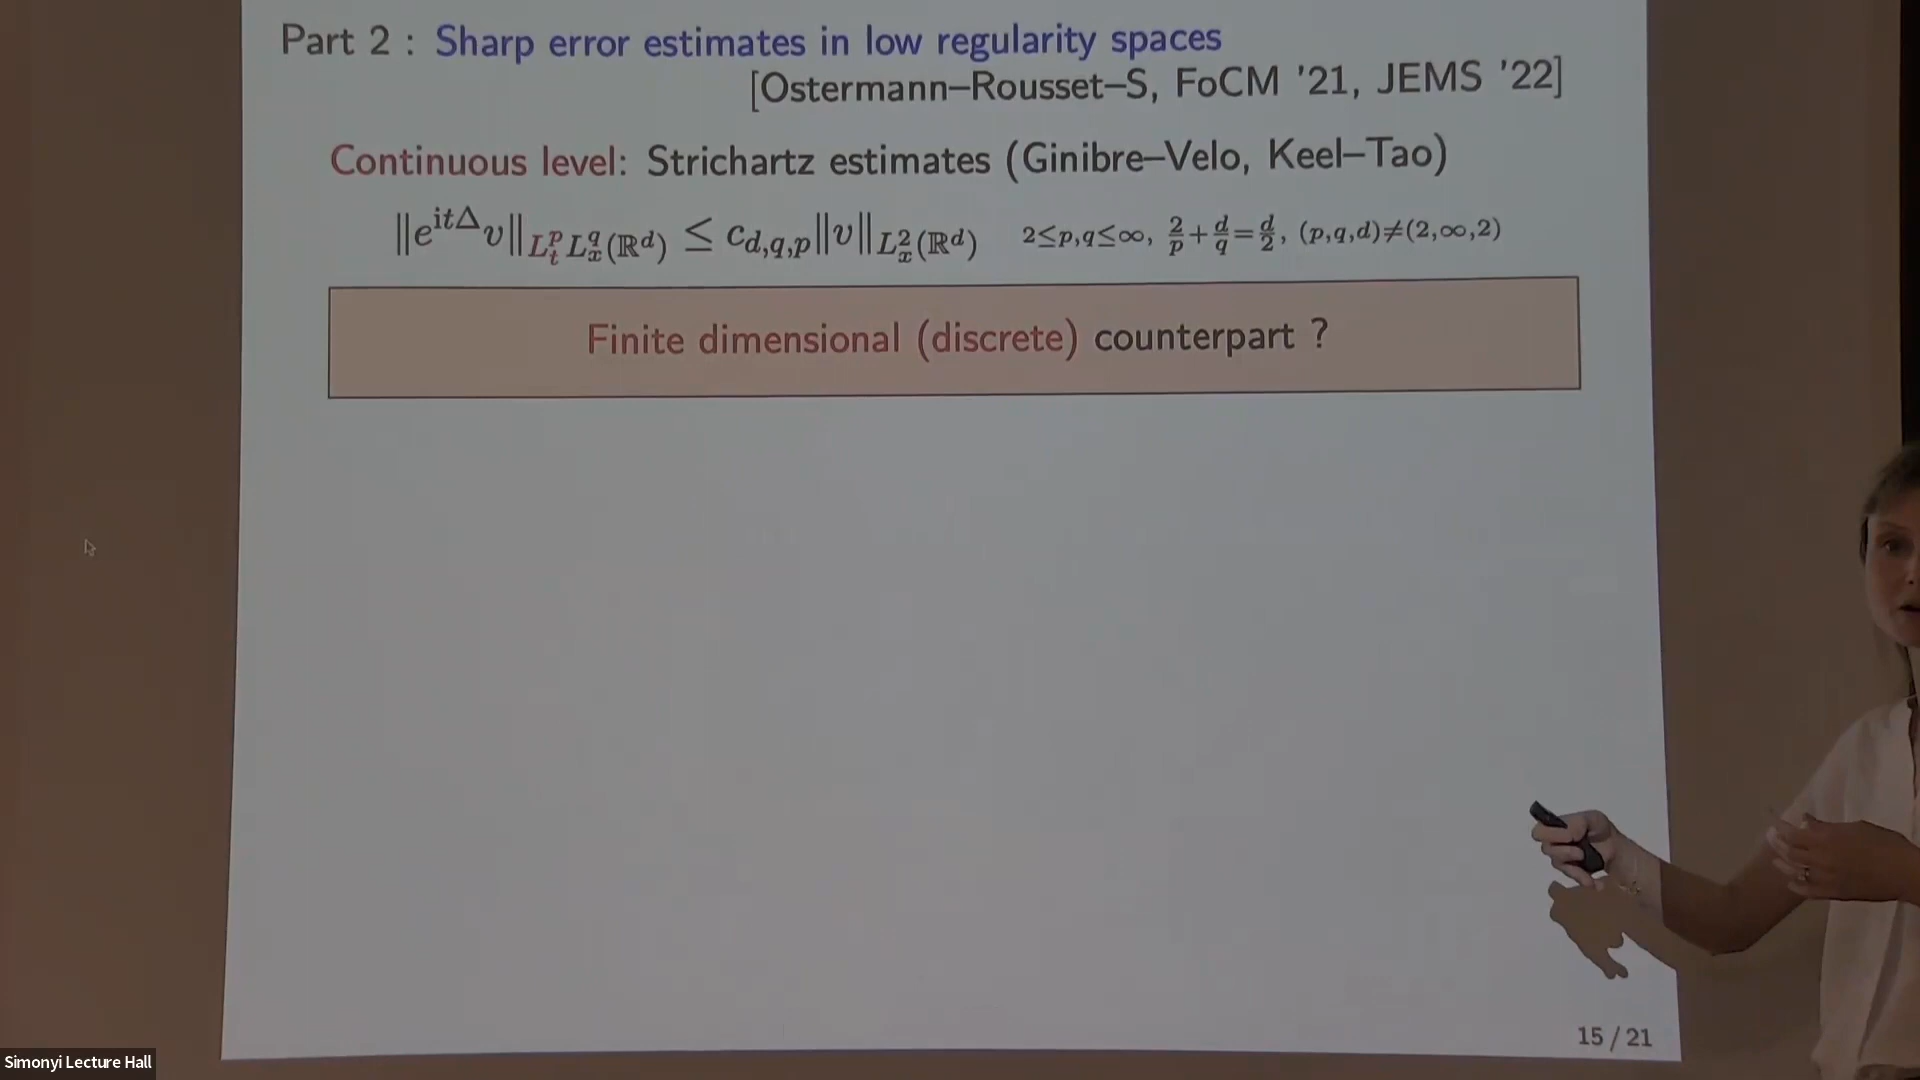 Part 2 : Sharp error estimates in low regularity spaces
[Ostermann–Rousset–S, FoCM '21, JEMS '22]
Continuous level: Strichartz estimates (Ginibre–Velo, Keel–Tao)
‖e^{itΔ}v‖_{L^p_t L^q_x(ℝ^d)} ≤ c_{d,q,p}‖v‖_{L^2_x(ℝ^d)} 2≤p,q≤∞, 2/p+d/q=d/2, (p,q,d)≠(2,∞,2)
Finite dimensional (discrete) counterpart ?
15 / 21
Simonyi Lecture Hall